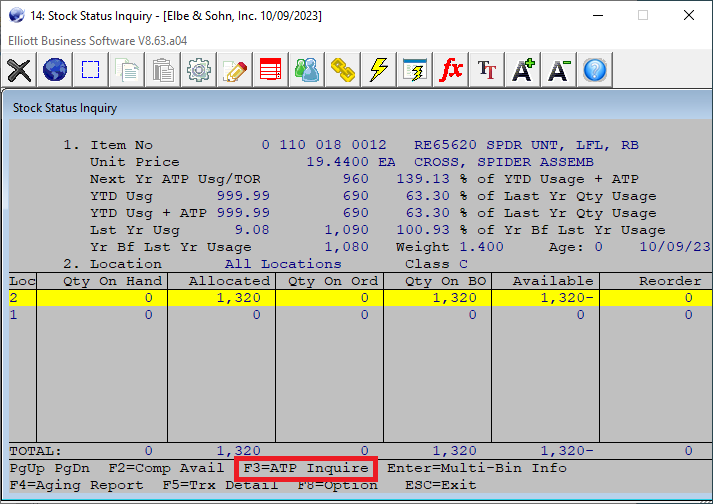 14: Stock Status Inquiry - [Elbe & Sohn, Inc. 10/09/2023]
Elliott Business Software V8.63.a04
fx TT A+ A- ?
Stock Status Inquiry
1. Item No 0 110 018 0012 RE65620 SPDR UNT, LFL, RB
Unit Price 19.4400 EA CROSS, SPIDER ASSEMB
Next Yr ATP Usg/TOR 960 139.13 % of YTD Usage + ATP
YTD Usg 999.99 690 63.30 % of Last Yr Qty Usage
YTD Usg + ATP 999.99 690 63.30 % of Last Yr Qty Usage
Lst Yr Usg 9.08 1,090 100.93 % of Yr Bf Lst Yr Usage
Yr Bf Lst Yr Usage 1,080 Weight 1.400 Age: 0 10/09/23
2. Location All Locations Class C
Loc Qty On Hand Allocated Qty On Ord Qty On BO Available Reorder
2 0 1,320 0 1,320 1,320- 0
1 0 0 0 0 0 0
TOTAL: 0 1,320 0 1,320 1,320- 0
PgUp PgDn F2=Comp Avail F3=ATP Inquire Enter=Multi-Bin Info
F4=Aging Report F5=Trx Detail F8=Option ESC=Exit